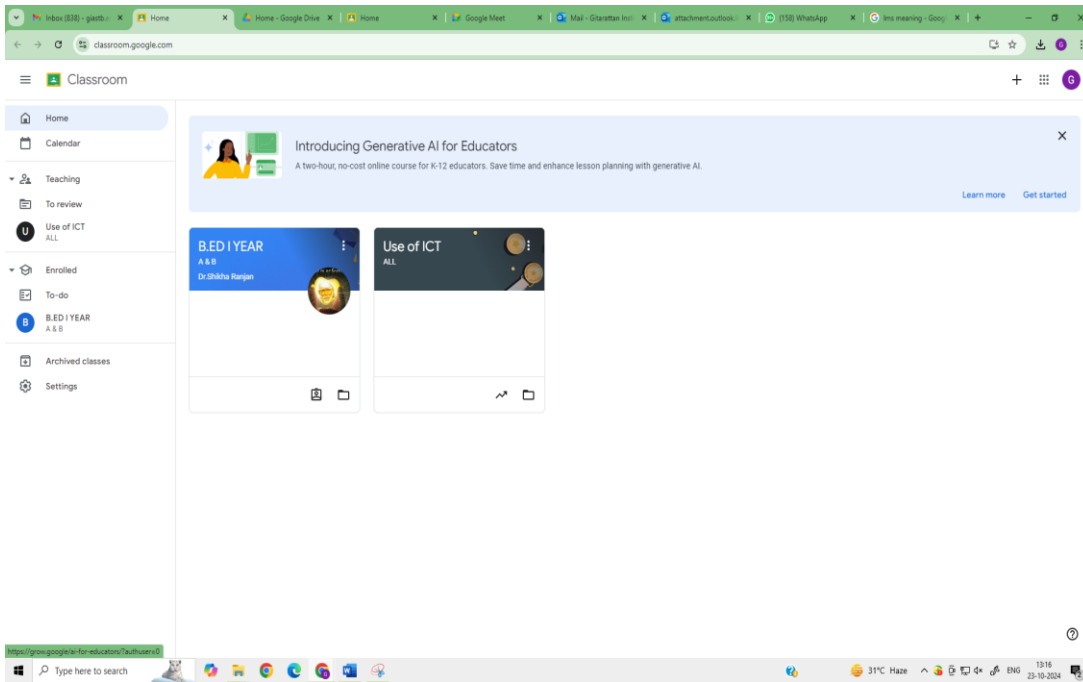 Inbox (838) - giastb.e
Home
Home - Google Drive
Home
Google Meet
Mail - Gitarattan Inst
attachment.outlook.l
(158) WhatsApp
lms meaning - Goog
classroom.google.com
Classroom
G
Home
Calendar
Teaching
To review
U
Use of ICT
ALL
Enrolled
To-do
B
B.ED I YEAR
A & B
Archived classes
Settings
Introducing Generative AI for Educators
A two-hour, no-cost online course for K-12 educators. Save time and enhance lesson planning with generative AI.
Learn more Get started
B.ED I YEAR
A & B
Dr.Shikha Ranjan
Use of ICT
ALL
https://grow.google/ai-for-educators/?authuser=0
Type here to search
31°C Haze
ENG
13:16
23-10-2024